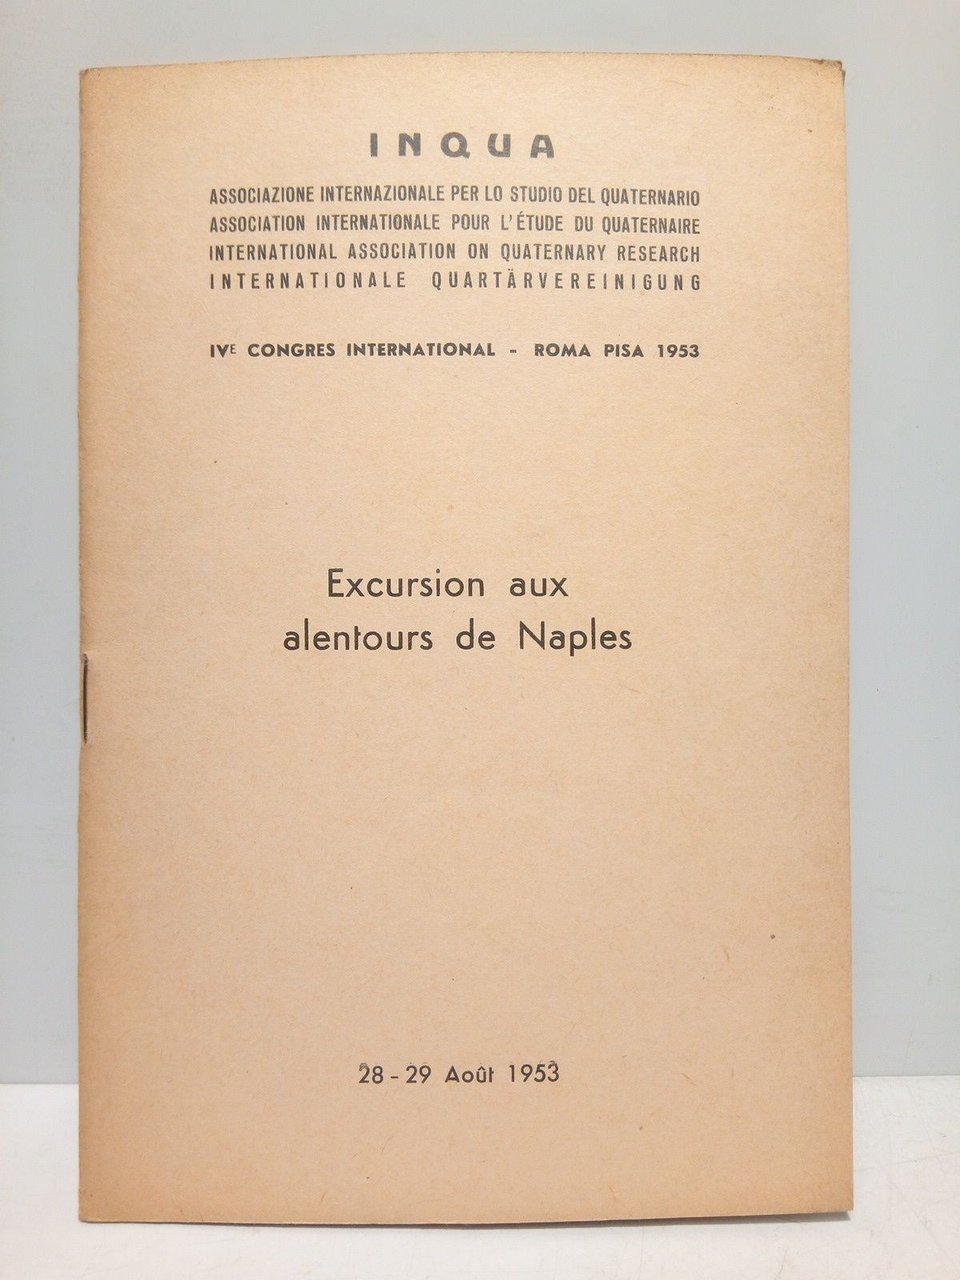 INQUA
ASSOCIAZIONE INTERNAZIONALE PER LO STUDIO DEL QUATERNARIO
ASSOCIATION INTERNATIONALE POUR L'ÉTUDE DU QUATERNAIRE
INTERNATIONAL ASSOCIATION ON QUATERNARY RESEARCH
INTERNATIONALE QUARTÄRVEREINIGUNG
IVE CONGRES INTERNATIONAL - ROMA PISA 1953
Excursion aux
alentours de Naples
28-29 Août 1953